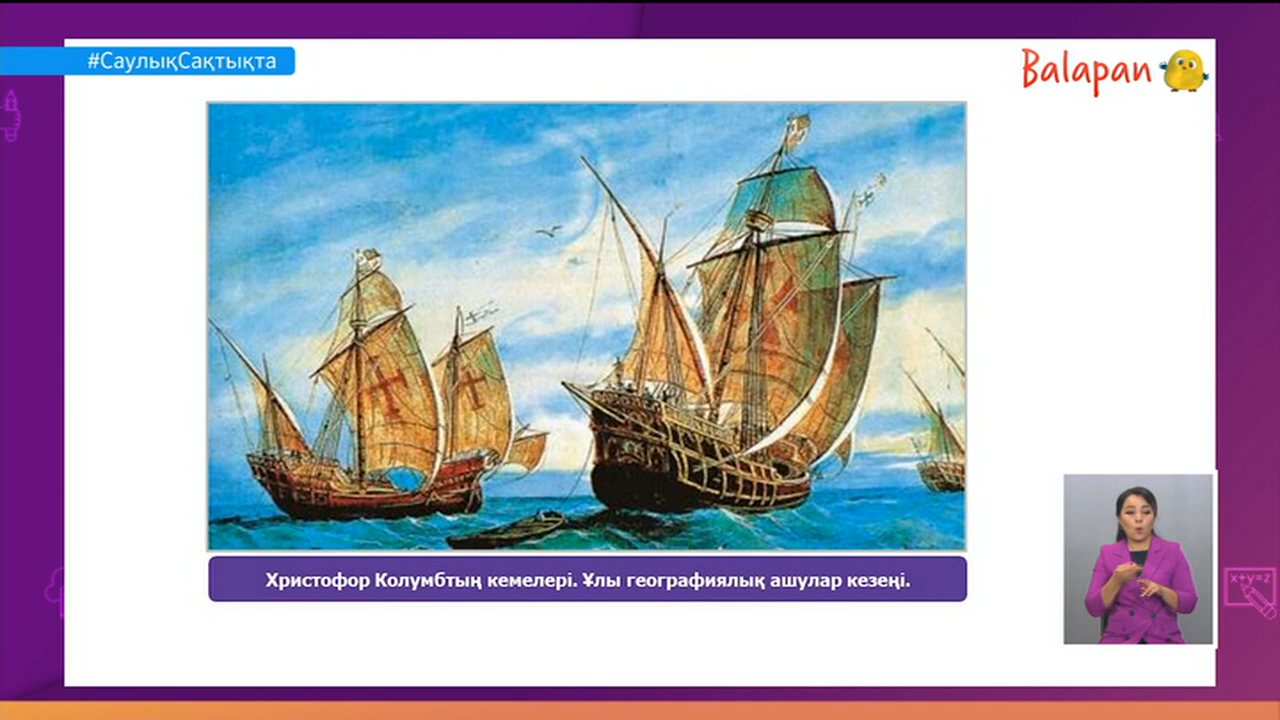 #СаулықСақтықта
Balapan
Христофор Колумбтың кемелері. Ұлы географиялық ашулар кезеңі.
x+y=z